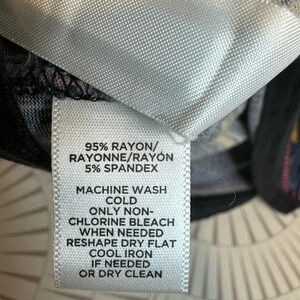 95% RAYON/
RAYONNE/RAYÓN
5% SPANDEX
MACHINE WASH
COLD
ONLY NON-
CHLORINE BLEACH
WHEN NEEDED
RESHAPE DRY FLAT
COOL IRON
IF NEEDED
OR DRY CLEAN